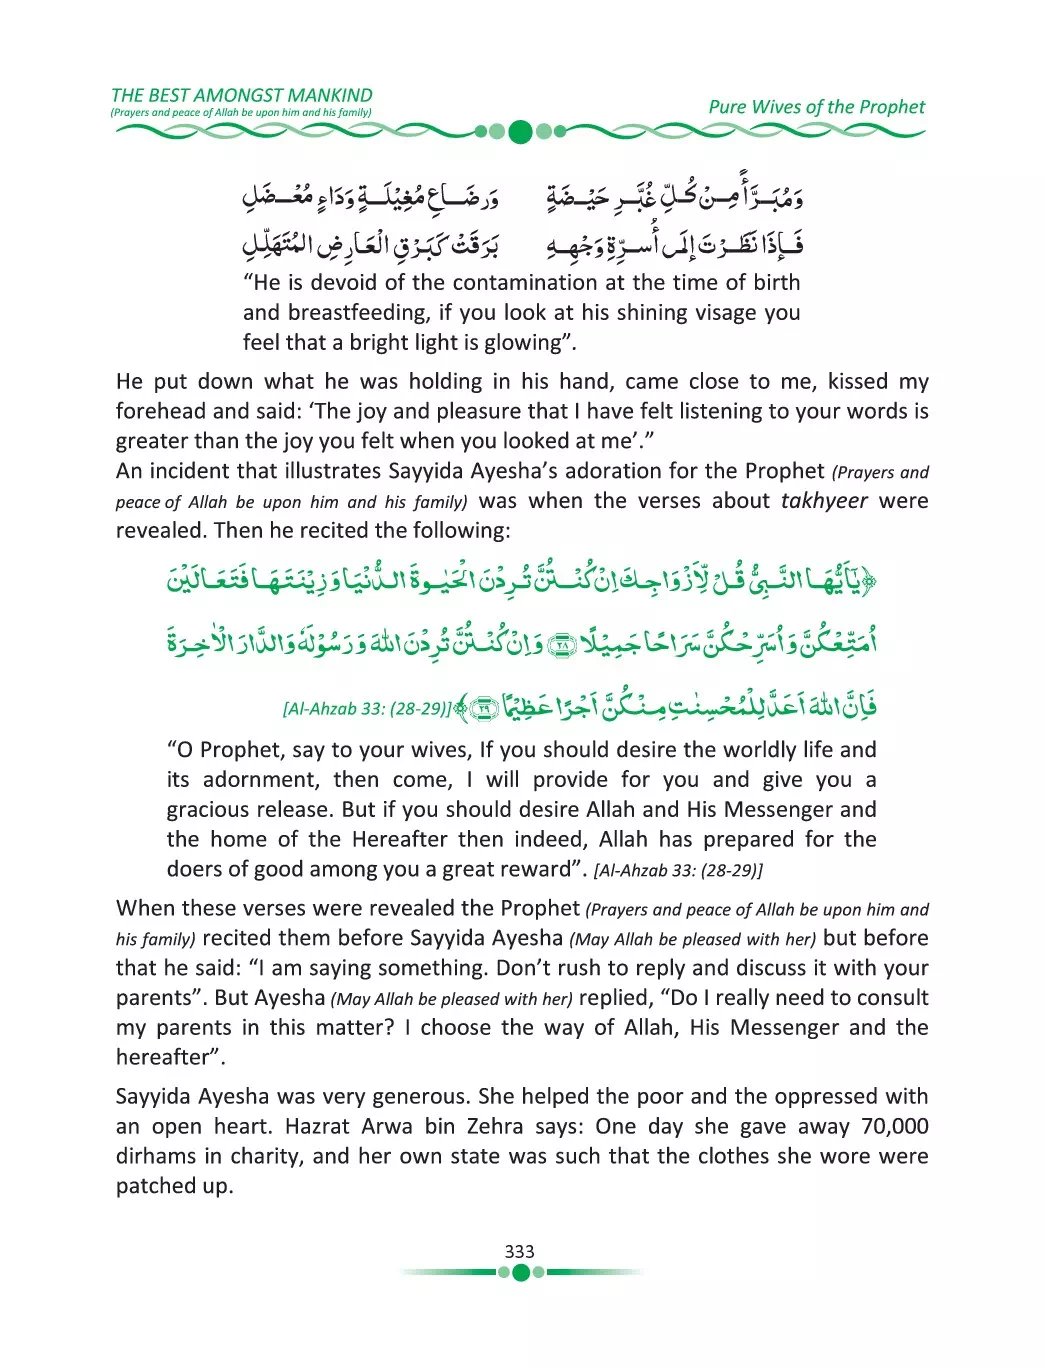 THE BEST AMONGST MANKIND
(Prayers and peace of Allah be upon him and his family)
Pure Wives of the Prophet
وَمُبَرَّأً مِنْ كُلِّ غُبَّرِ حَيْضَةٍ وَرضَاعِ مُغِيْلَةٍ وَدَاءٍ مُعْضَلِ
فَإِذَا نَظَرْتَ إِلَى أُسرّةِ وَجْهِهِ بَرَقَتْ كَبَرْقِ الْعَارِضِ المُتَهَلِّلِ
“He is devoid of the contamination at the time of birth
and breastfeeding, if you look at his shining visage you
feel that a bright light is glowing”.
He put down what he was holding in his hand, came close to me, kissed my
forehead and said: ‘The joy and pleasure that I have felt listening to your words is
greater than the joy you felt when you looked at me’.”
An incident that illustrates Sayyida Ayesha’s adoration for the Prophet (Prayers and
peace of Allah be upon him and his family) was when the verses about takhyeer were
revealed. Then he recited the following:
﴿يٰٓاَيُّهَا النَّبِيُّ قُلْ لِّاَزْوَاجِكَ اِنْ كُنْتُنَّ تُرِدْنَ الْحَيٰوةَ الدُّنْيَا وَ زِيْنَتَهَا فَتَعَالَيْنَ
اُمَتِّعْكُنَّ وَ اُسَرِّحْكُنَّ سَرَاحًا جَمِيْلًا ۝٢٨ وَ اِنْ كُنْتُنَّ تُرِدْنَ اللّٰهَ وَ رَسُوْلَهٗ وَ الدَّارَ الْاٰخِرَةَ
فَاِنَّ اللّٰهَ اَعَدَّ لِلْمُحْسِنٰتِ مِنْكُنَّ اَجْرًا عَظِيْمًا ۝٢٩﴾ [Al-Ahzab 33: (28-29)]
“O Prophet, say to your wives, If you should desire the worldly life and
its adornment, then come, I will provide for you and give you a
gracious release. But if you should desire Allah and His Messenger and
the home of the Hereafter then indeed, Allah has prepared for the
doers of good among you a great reward”. [Al-Ahzab 33: (28-29)]
When these verses were revealed the Prophet (Prayers and peace of Allah be upon him and
his family) recited them before Sayyida Ayesha (May Allah be pleased with her) but before
that he said: “I am saying something. Don’t rush to reply and discuss it with your
parents”. But Ayesha (May Allah be pleased with her) replied, “Do I really need to consult
my parents in this matter? I choose the way of Allah, His Messenger and the
hereafter”.
Sayyida Ayesha was very generous. She helped the poor and the oppressed with
an open heart. Hazrat Arwa bin Zehra says: One day she gave away 70,000
dirhams in charity, and her own state was such that the clothes she wore were
patched up.
333